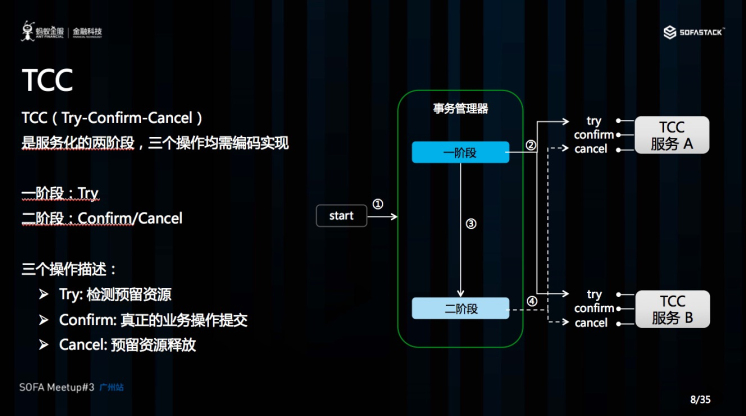 蚂蚁金服 金融科技
ANT FINANCIAL
SOFASTACK
TCC
TCC（Try-Confirm-Cancel）
是服务化的两阶段，三个操作均需编码实现
一阶段：Try
二阶段：Confirm/Cancel
三个操作描述：
➢ Try: 检测预留资源
➢ Confirm: 真正的业务操作提交
➢ Cancel: 预留资源释放
start
①
事务管理器
一阶段
③
二阶段
②
④
try
confirm
cancel
TCC
服务 A
try
confirm
cancel
TCC
服务 B
SOFA Meetup#3 广州站
8/35